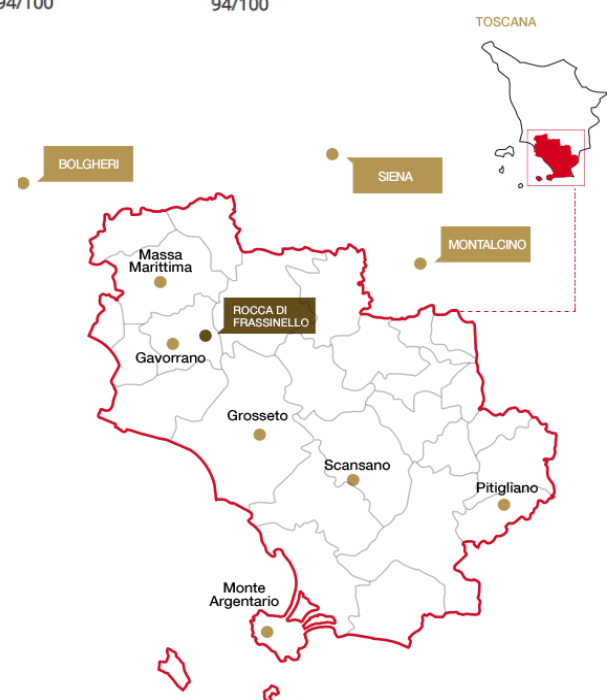 94/100
94/100
TOSCANA
BOLGHERI
SIENA
MONTALCINO
Massa
Marittima
ROCCA DI
FRASSINELLO
Gavorrano
Grosseto
Scansano
Pitigliano
Monte
Argentario